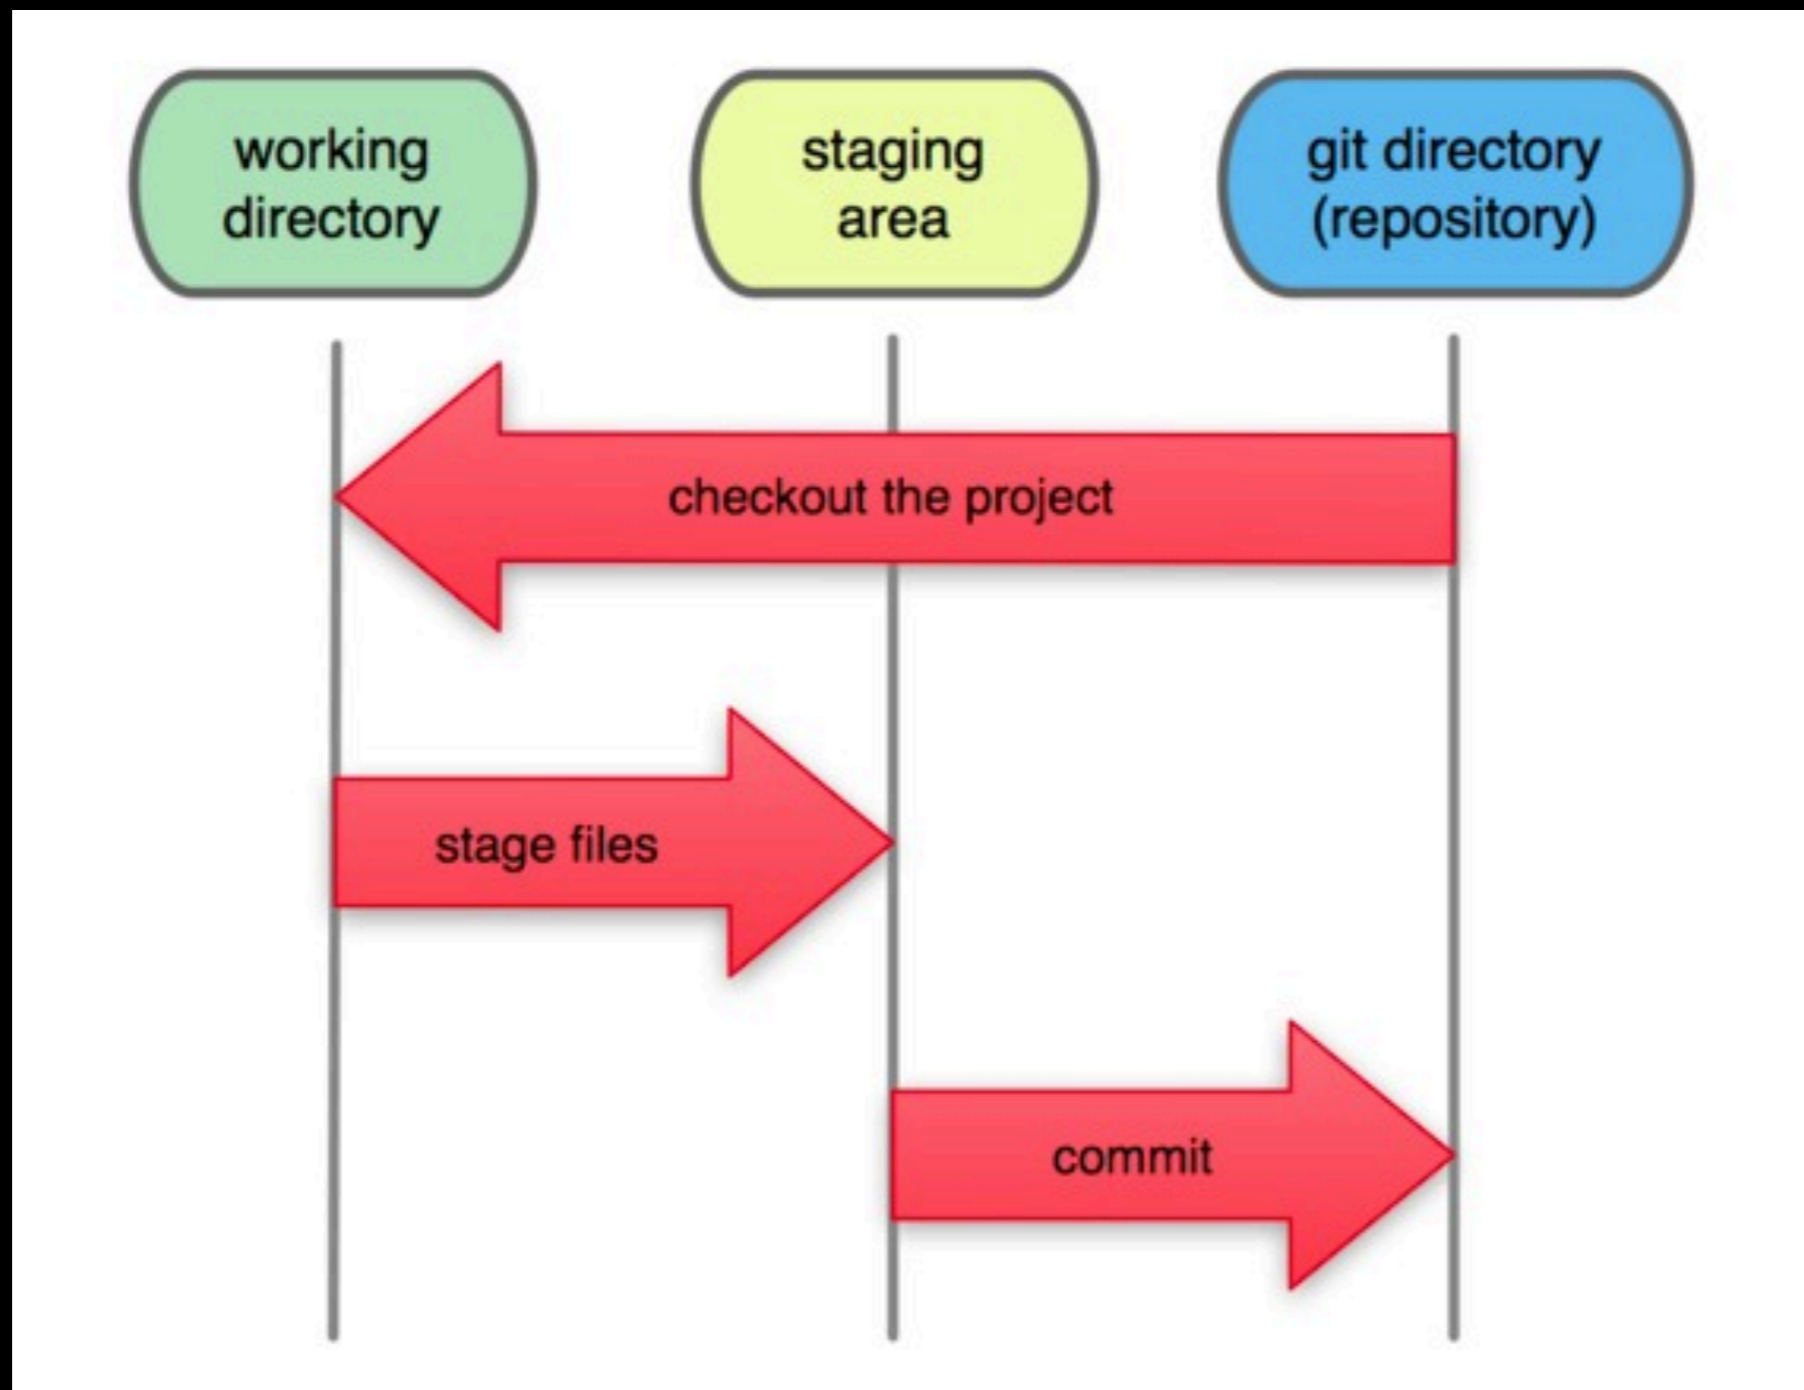 working
directory
staging
area
git directory
(repository)
checkout the project
stage files
commit